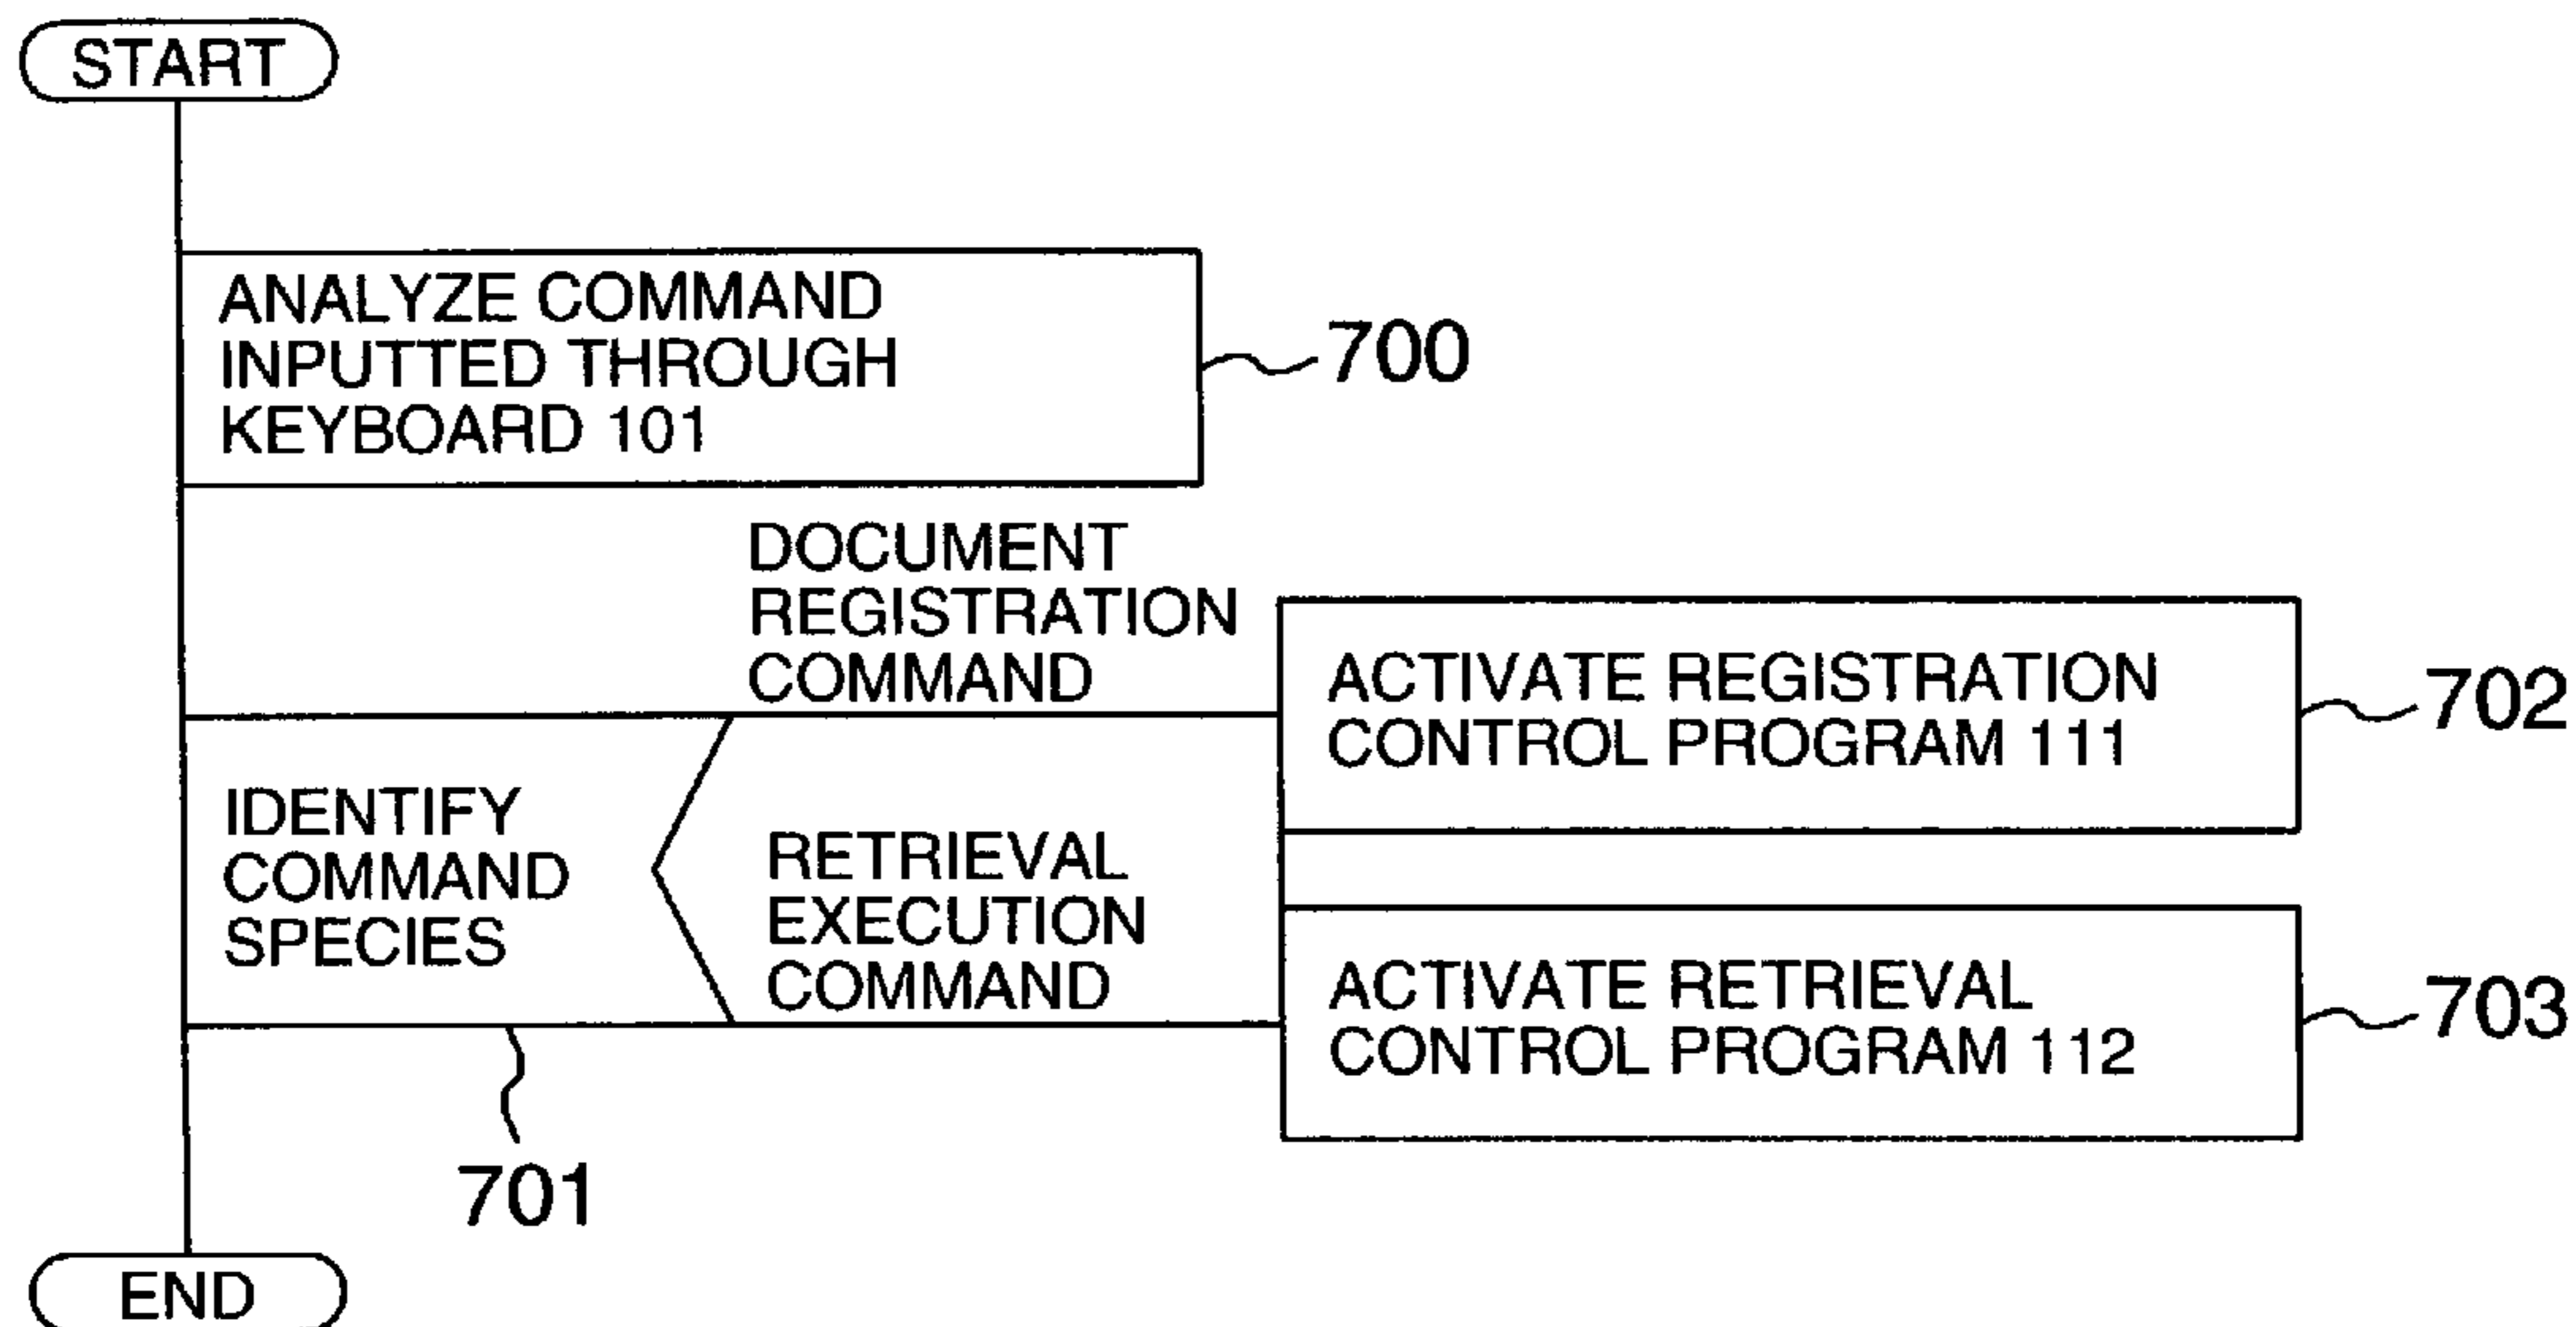 START
ANALYZE COMMAND
INPUTTED THROUGH
KEYBOARD 101
700
DOCUMENT
REGISTRATION
COMMAND
ACTIVATE REGISTRATION
CONTROL PROGRAM 111
702
IDENTIFY
COMMAND
SPECIES
RETRIEVAL
EXECUTION
COMMAND
ACTIVATE RETRIEVAL
CONTROL PROGRAM 112
703
701
END